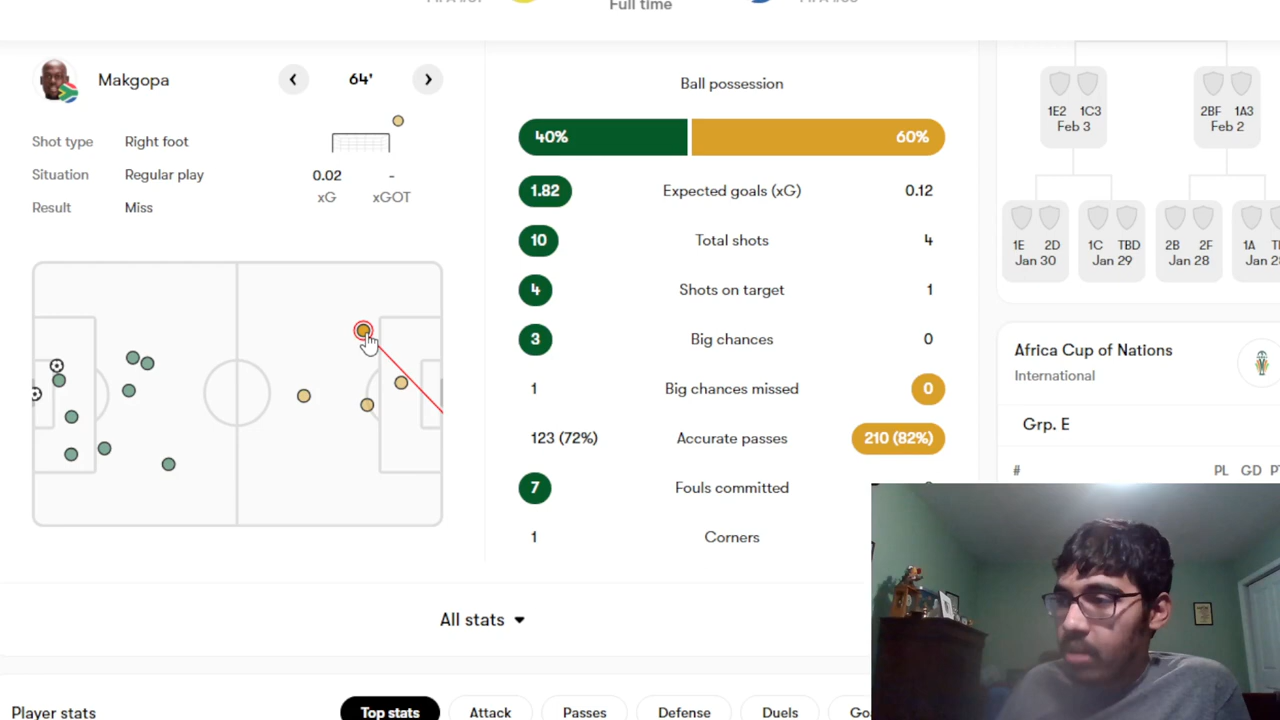 Full time
Makgopa
64'
Shot type Right foot
Situation Regular play
Result Miss
0.02 -
xG xGOT
Ball possession
40% 60%
1.82 Expected goals (xG) 0.12
10 Total shots 4
4 Shots on target 1
3 Big chances 0
1 Big chances missed 0
123 (72%) Accurate passes 210 (82%)
7 Fouls committed
1 Corners
All stats
Player stats
Top stats Attack Passes Defense Duels
1E2 1C3
Feb 3
2BF 1A3
Feb 2
1E 2D
Jan 30
1C TBD
Jan 29
2B 2F
Jan 28
1A
Africa Cup of Nations
International
Grp. E
# PL GD